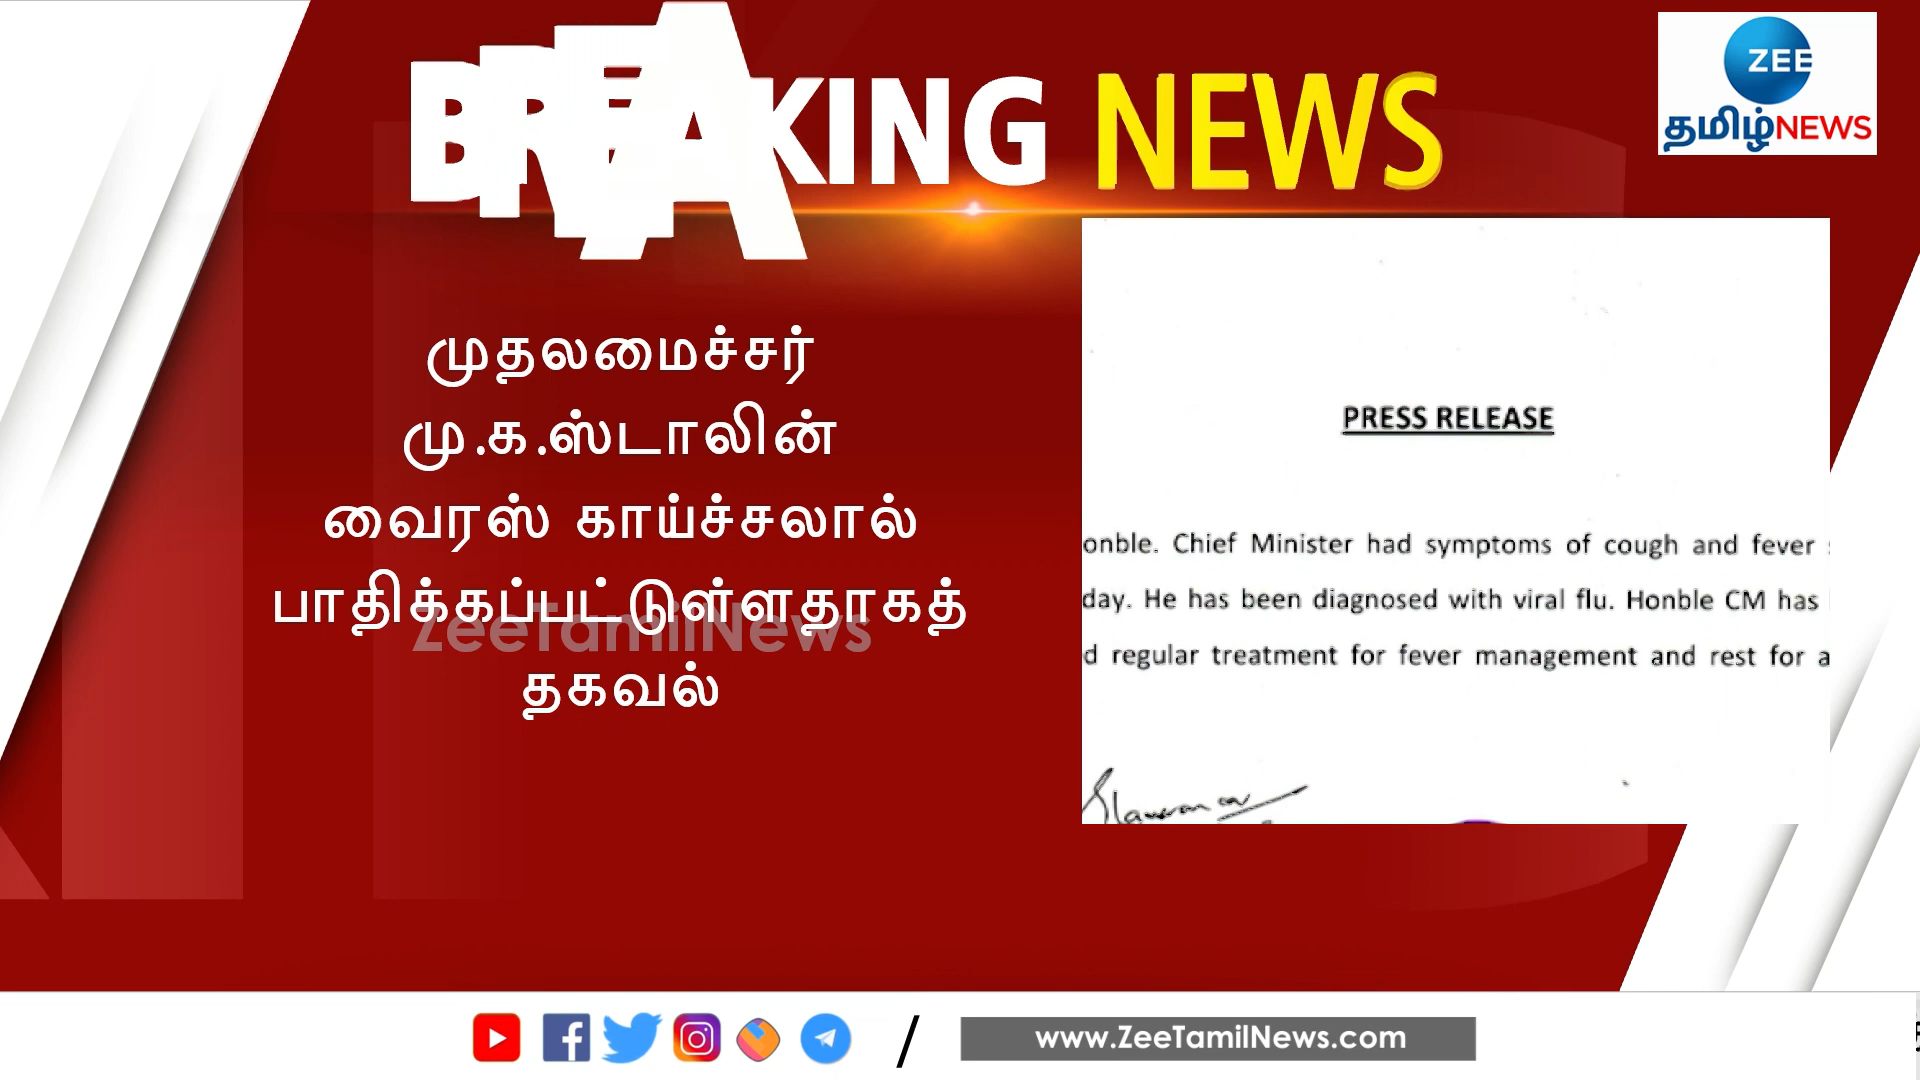 BREAKING NEWS
ZEE
தமிழ்NEWS
முதலமைச்சர்
மு.க.ஸ்டாலின்
வைரஸ் காய்ச்சலால்
பாதிக்கப்பட்டுள்ளதாகத்
ZeeTamilNews
தகவல்
PRESS RELEASE
onble. Chief Minister had symptoms of cough and fever
day. He has been diagnosed with viral flu. Honble CM has
d regular treatment for fever management and rest for a
/
www.ZeeTamilNews.com